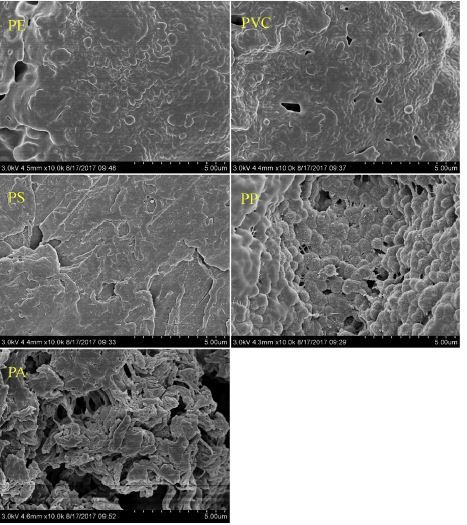 PE
3.0kV 4.5mm x10.0k 8/17/2017 09:46
5.00um
PVC
3.0kV 4.4mm x10.0k 8/17/2017 09:37
5.00um
PS
3.0kV 4.4mm x10.0k 8/17/2017 09:33
5.00um
PP
3.0kV 4.3mm x10.0k 8/17/2017 09:29
5.00um
PA
3.0kV 4.6mm x10.0k 8/17/2017 09:52
5.00um